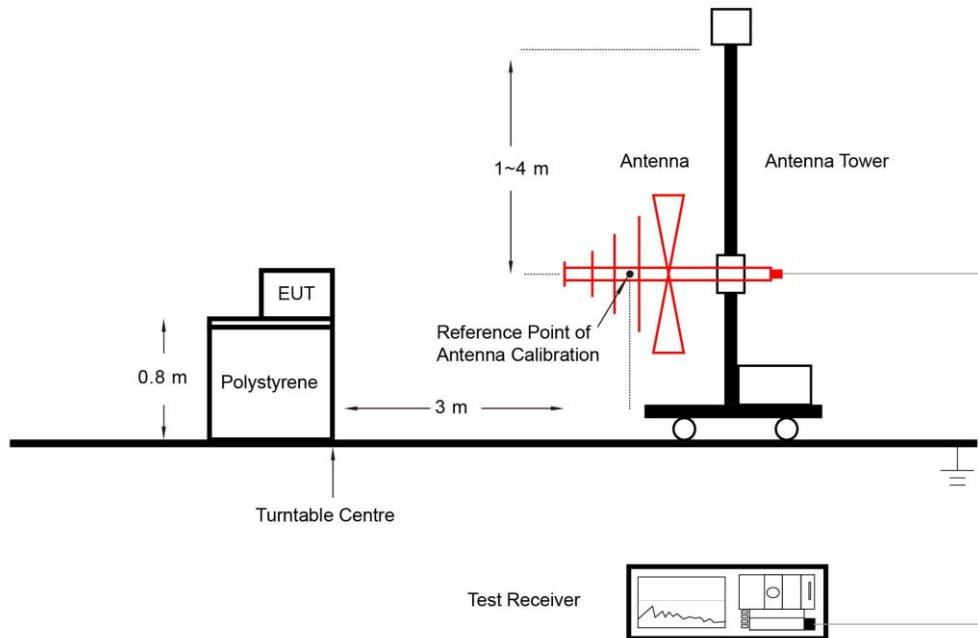 1~4 m
Antenna
Antenna Tower
EUT
Reference Point of
Antenna Calibration
0.8 m
Polystyrene
3 m
Turntable Centre
Test Receiver